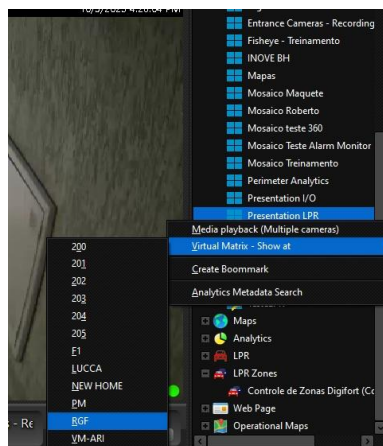 Entrance Cameras - Recording
Fisheye - Treinamento
INOVE BH
Mapas
Mosaico Maquete
Mosaico Roberto
Mosaico teste 360
Mosaico Teste Alarm Monitor
Mosaico Treinamento
Perimeter Analytics
Presentation I/O
Presentation LPR
Media playback (Multiple cameras)
Virtual Matrix - Show at
Create Boommark
Analytics Metadata Search
200
201
202
203
204
205
F1
LUCCA
NEW HOME
PM
RGF
VM-ARI
Maps
Analytics
LPR
LPR Zones
Controle de Zonas Digifort (Co
Web Page
Operational Maps